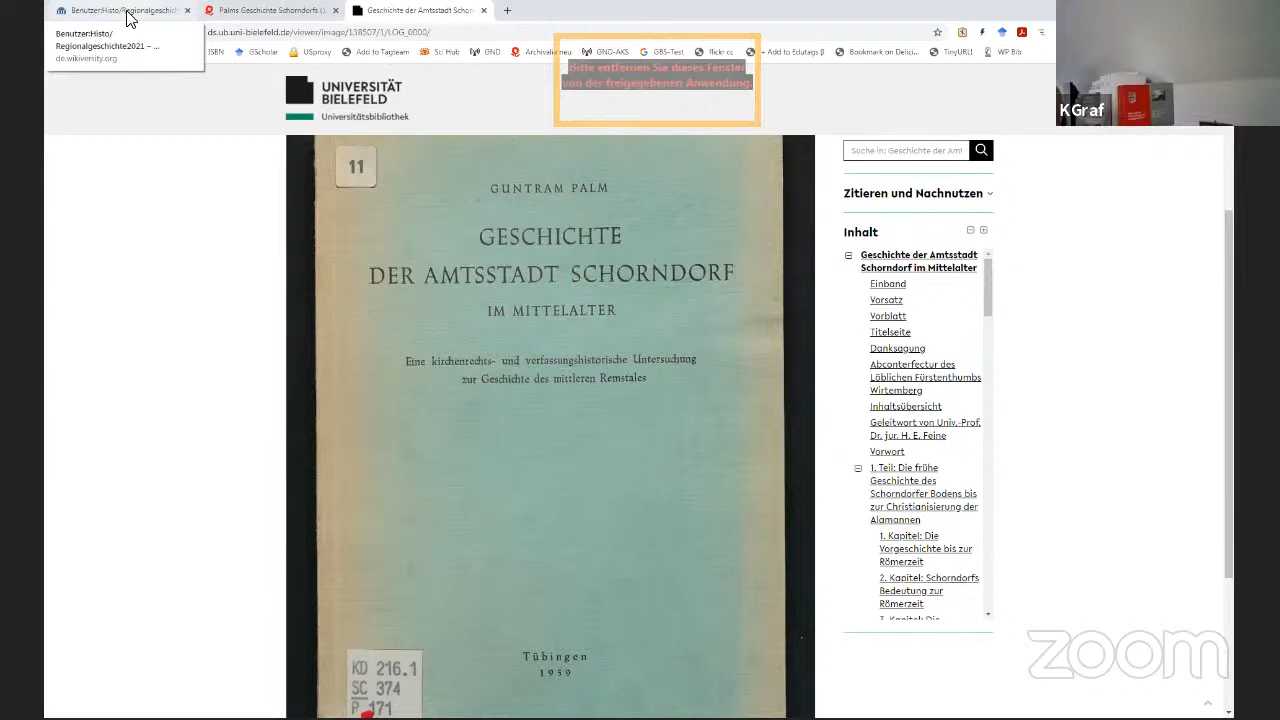 Benutzer:Histo/Regionalgeschich
Palms Geschichte Schorndorfs (
Geschichte der Amtsstadt Schor
Benutzer:Histo/
Regionalgeschichte2021 – ...
de.wikiversity.org
ds.ub.uni-bielefeld.de/viewer/image/138507/1/LOG_0000/
ISBN
GScholar
USproxy
Add to Diigo
Metager
Sci Hub
GND
Archivalia neu
GND-AKS
GBS-Test
flickr cc
+ Add to Edutags
Bookmark on Delicio...
TinyURL!
WP Bib
Bitte entfernen Sie dieses Fenster
von der freigegebenen Anwendung.
KGraf
UNIVERSITÄT
BIELEFELD
Universitätsbibliothek
11
GUNTRAM PALM
GESCHICHTE
DER AMTSSTADT SCHORNDORF
IM MITTELALTER
Eine kirchenrechts- und verfassungshistorische Untersuchung
zur Geschichte des mittleren Remstales
Tübingen
1959
KD 216.1
SC 374
P 171
Suche in: Geschichte der Amt
Zitieren und Nachnutzen
Inhalt
Geschichte der Amtsstadt
Schorndorf im Mittelalter
Einband
Vorsatz
Vorblatt
Titelseite
Danksagung
Abconterfectur des
Löblichen Fürstenthumbs
Wirtemberg
Inhaltsübersicht
Geleitwort von Univ.-Prof.
Dr. jur. H. E. Feine
Vorwort
1. Teil: Die frühe
Geschichte des
Schorndorfer Bodens bis
zur Christianisierung der
Alamannen
1. Kapitel: Die
Vorgeschichte bis zur
Römerzeit
2. Kapitel: Schorndorfs
Bedeutung zur
Römerzeit
zoom